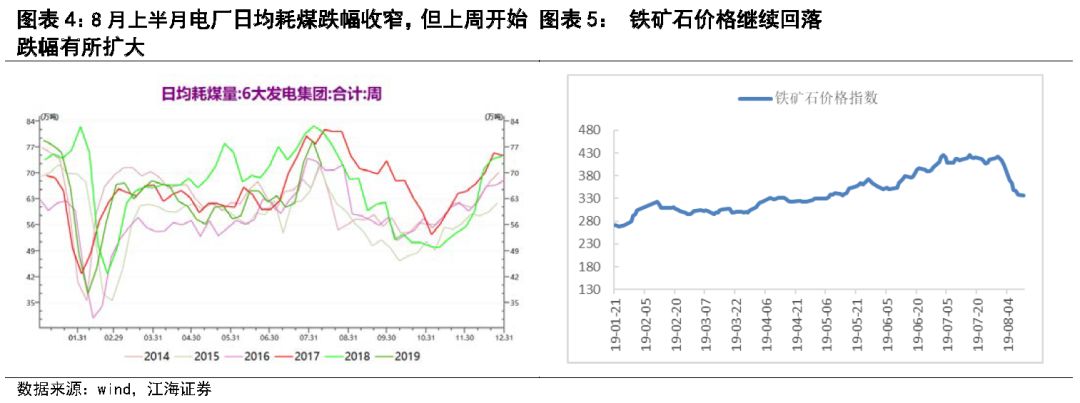 图表 4：8 月上半月电厂日均耗煤跌幅收窄，但上周开始
跌幅有所扩大
图表 5： 铁矿石价格继续回落
日均耗煤量:6大发电集团:合计:周
(万吨) (万吨)
84 84
77 77
70 70
63 63
56 56
49 49
42 42
35 35
01.31 02.29 03.31 04.30 05.31 06.30 07.31 08.31 09.30 10.31 11.30 12.31
2014 2015 2016 2017 2018 2019
铁矿石价格指数
480
430
380
330
280
230
180
130
19-01-21 19-02-05 19-02-20 19-03-07 19-03-22 19-04-06 19-04-21 19-05-06 19-05-21 19-06-05 19-06-20 19-07-05 19-07-20 19-08-04
数据来源：wind，江海证券